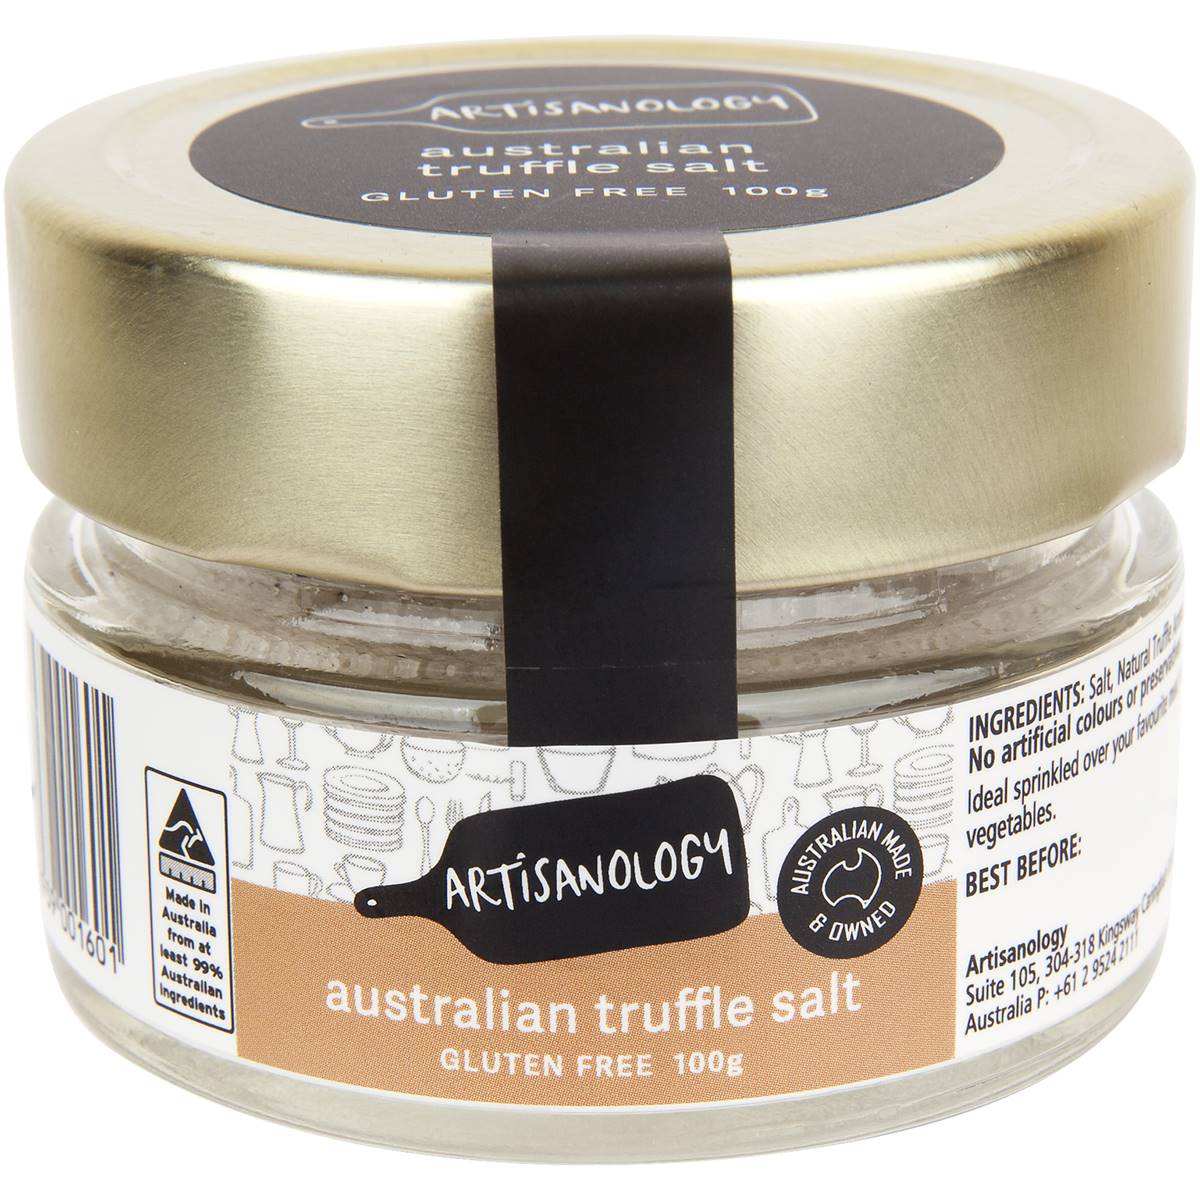 ARTISANOLOGY
australian
truffle salt
GLUTEN FREE 100g
001601
Made in
Australia
from at
least 99%
Australian
ingredients
ARTISANOLOGY
AUSTRALIAN MADE
& OWNED
australian truffle salt
GLUTEN FREE 100g
INGREDIENTS: Salt, Natural Truffle
No artificial colours or
Ideal sprinkled over your favourite
vegetables.
BEST BEFORE:
Artisanology
Suite 105, 304-318 Kingsway
Australia P: +61 2 9524 2111